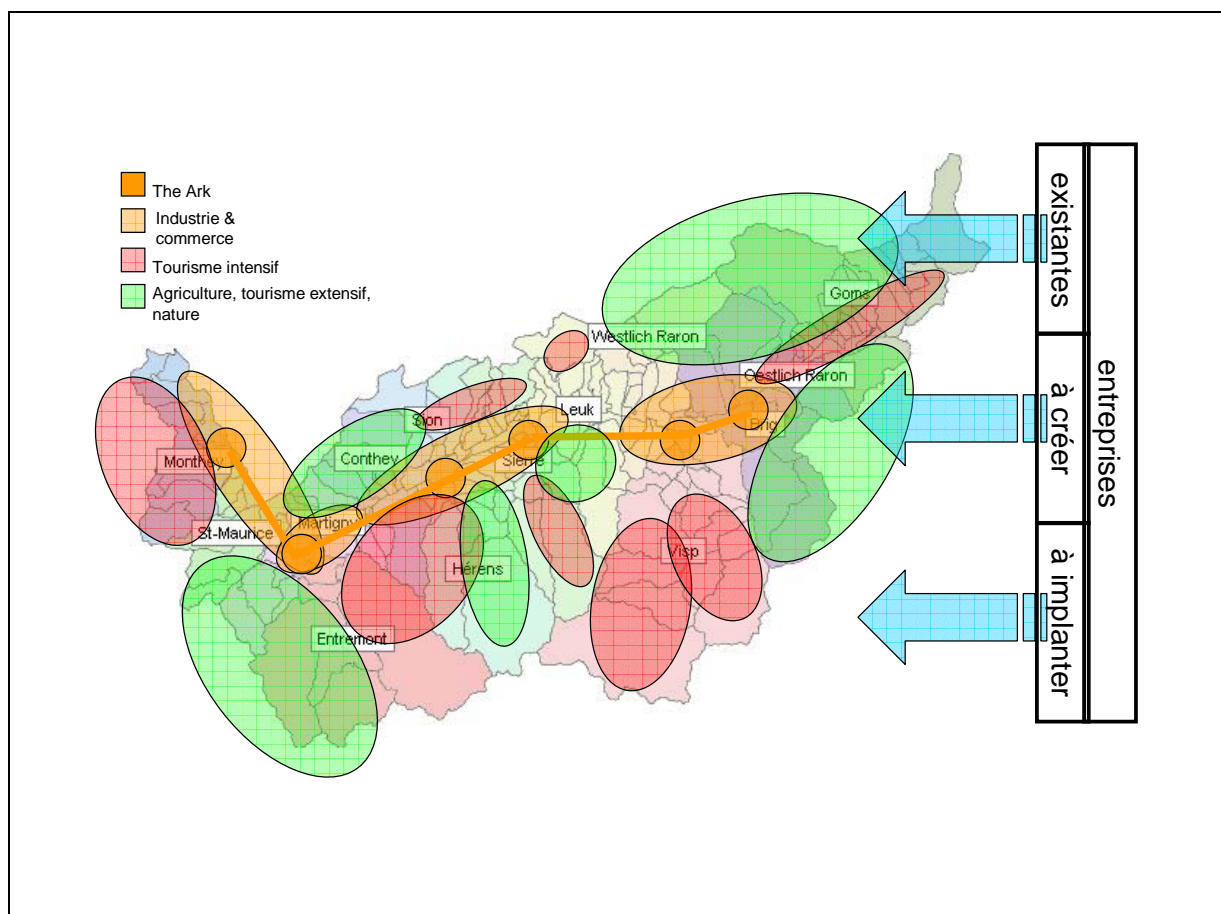 The Ark
Industrie &
commerce
Tourisme intensif
Agriculture, tourisme extensif,
nature
Goms
Westlich Raron
Oestlich Raron
Leuk
Brig
Sion
Sierre
Conthey
Monthey
Martigny
St-Maurice
Visp
Hérens
Entremont
existantes
à créer
à implanter
entreprises